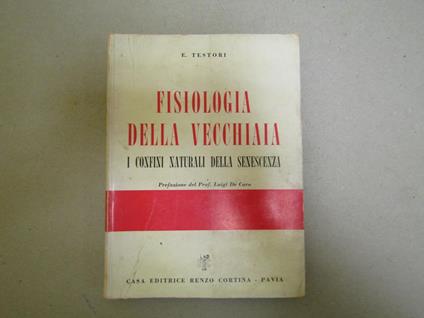 E. TESTORI
FISIOLOGIA
DELLA VECCHIAIA
I CONFINI NATURALI DELLA SENESCENZA
Prefazione del Prof. Luigi De Caro
CASA EDITRICE RENZO CORTINA - PAVIA